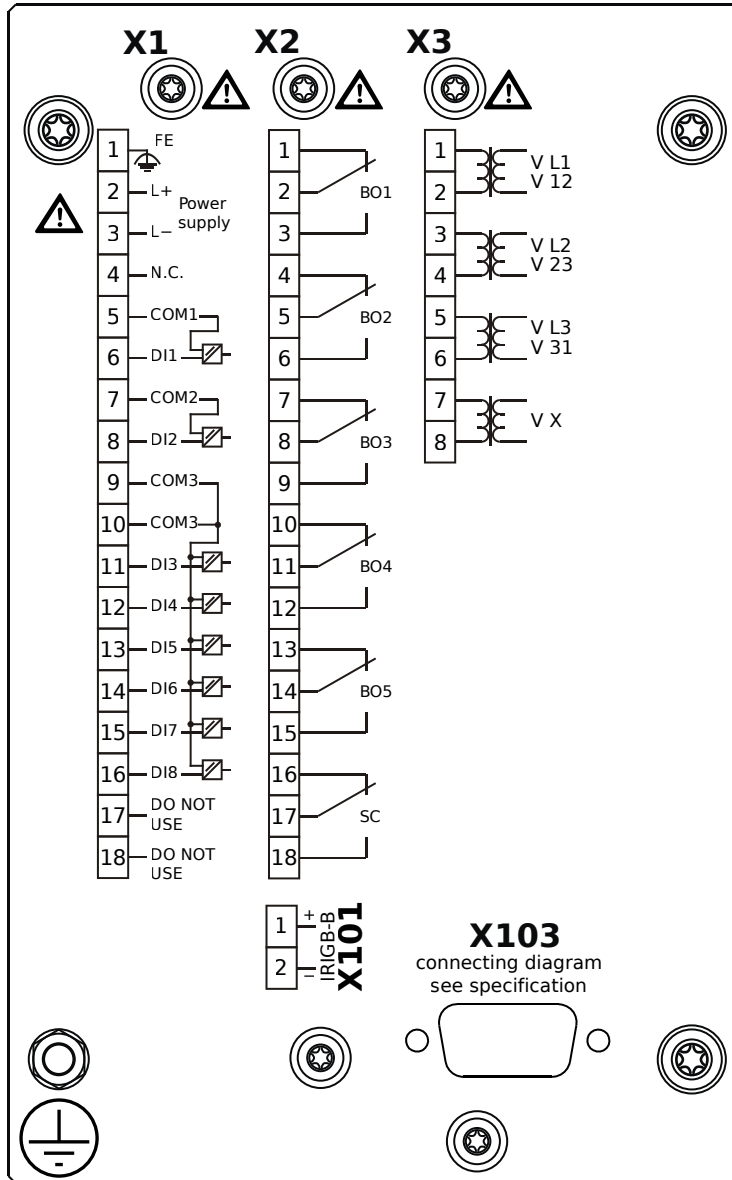 X1
1 FE
2 L+
Power
supply
3 L−
4 N.C.
5 COM1
6 DI1
7 COM2
8 DI2
9 COM3
10 COM3
11 DI3
12 DI4
13 DI5
14 DI6
15 DI7
16 DI8
17 DO NOT
USE
18 DO NOT
USE
X2
1
2 BO1
3
4
5 BO2
6
7
8 BO3
9
10
11 BO4
12
13
14 BO5
15
16
17 SC
18
X3
1 V L1
2 V 12
3 V L2
4 V 23
5 V L3
6 V 31
7 V X
8
1 +
2 −
IRIGB-B
X101
X103
connecting diagram
see specification